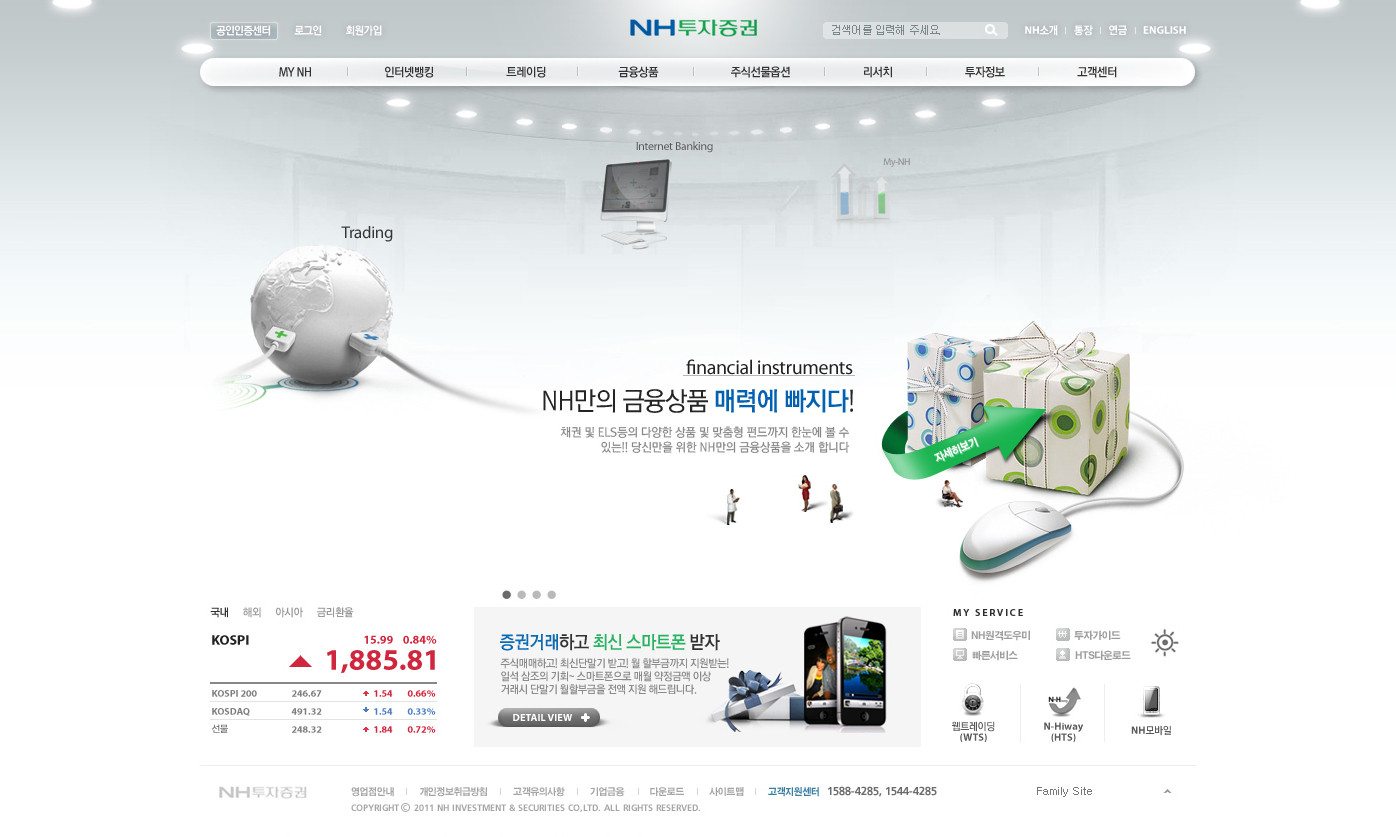 공인인증센터 로그인 회원가입
NH투자증권
검색어를 입력해 주세요.
NH소개 통장 연금 ENGLISH
MY NH 인터넷뱅킹 트레이딩 금융상품 주식선물옵션 리서치 투자정보 고객센터
Internet Banking
My-NH
Trading
financial instruments
NH만의 금융상품 매력에 빠지다!
채권 및 ELS등의 다양한 상품 및 맞춤형 펀드까지 한눈에 볼 수
있는!! 당신만을 위한 NH만의 금융상품을 소개 합니다
자세히보기
국내 해외 아시아 금리환율
KOSPI 15.99 0.84%
1,885.81
KOSPI 200 246.67 1.54 0.66%
KOSDAQ 491.32 1.54 0.33%
선물 248.32 1.84 0.72%
증권거래하고 최신 스마트폰 받자
주식매매하고! 최신단말기 받고! 월 할부금까지 지원받는!
일석 삼조의 기회~ 스마트폰으로 매월 약정금액 이상
거래시 단말기 월할부금을 전액 지원 해드립니다.
DETAIL VIEW
MY SERVICE
NH원격도우미 투자가이드
빠른서비스 HTS다운로드
웹트레이딩
(WTS)
N-H
N-Hiway
(HTS)
NH모바일
NH투자증권
영업점안내 개인정보취급방침 고객유의사항 기업금융 다운로드 사이트맵 고객지원센터 1588-4285, 1544-4285
Family Site
COPYRIGHT© 2011 NH INVESTMENT & SECURITIES CO,LTD. ALL RIGHTS RESERVED.